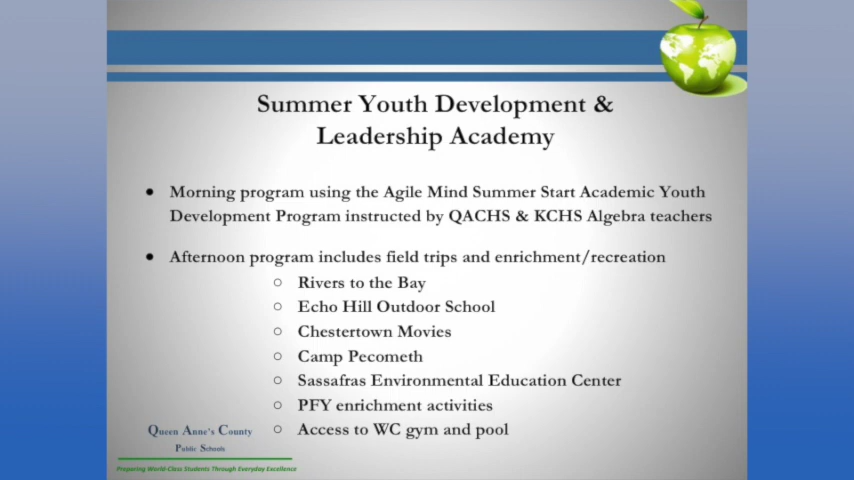 Summer Youth Development &
Leadership Academy
● Morning program using the Agile Mind Summer Start Academic Youth
Development Program instructed by QACHS & KCHS Algebra teachers
● Afternoon program includes field trips and enrichment/recreation
○ Rivers to the Bay
○ Echo Hill Outdoor School
○ Chestertown Movies
○ Camp Pecometh
○ Sassafras Environmental Education Center
○ PFY enrichment activities
○ Access to WC gym and pool
Queen Anne's County
Public Schools
Preparing World-Class Students Through Everyday Excellence